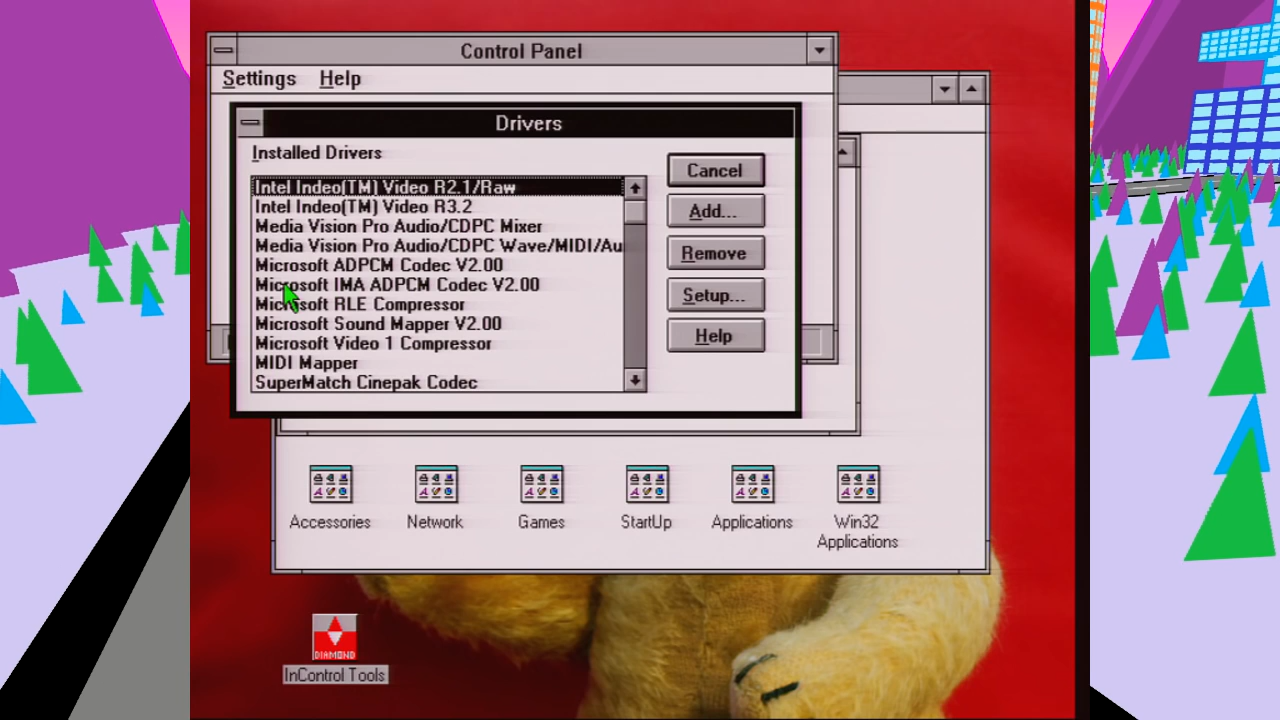 Control Panel
Settings Help
Drivers
Installed Drivers
Intel Indeo(TM) Video R2.1/Raw
Intel Indeo(TM) Video R3.2
Media Vision Pro Audio/CDPC Mixer
Media Vision Pro Audio/CDPC Wave/MIDI/Au
Microsoft ADPCM Codec V2.00
Microsoft IMA ADPCM Codec V2.00
Microsoft RLE Compressor
Microsoft Sound Mapper V2.00
Microsoft Video 1 Compressor
MIDI Mapper
SuperMatch Cinepak Codec
Cancel
Add...
Remove
Setup...
Help
Accessories
Network
Games
StartUp
Applications
Win32
Applications
DIAMOND
InControl Tools